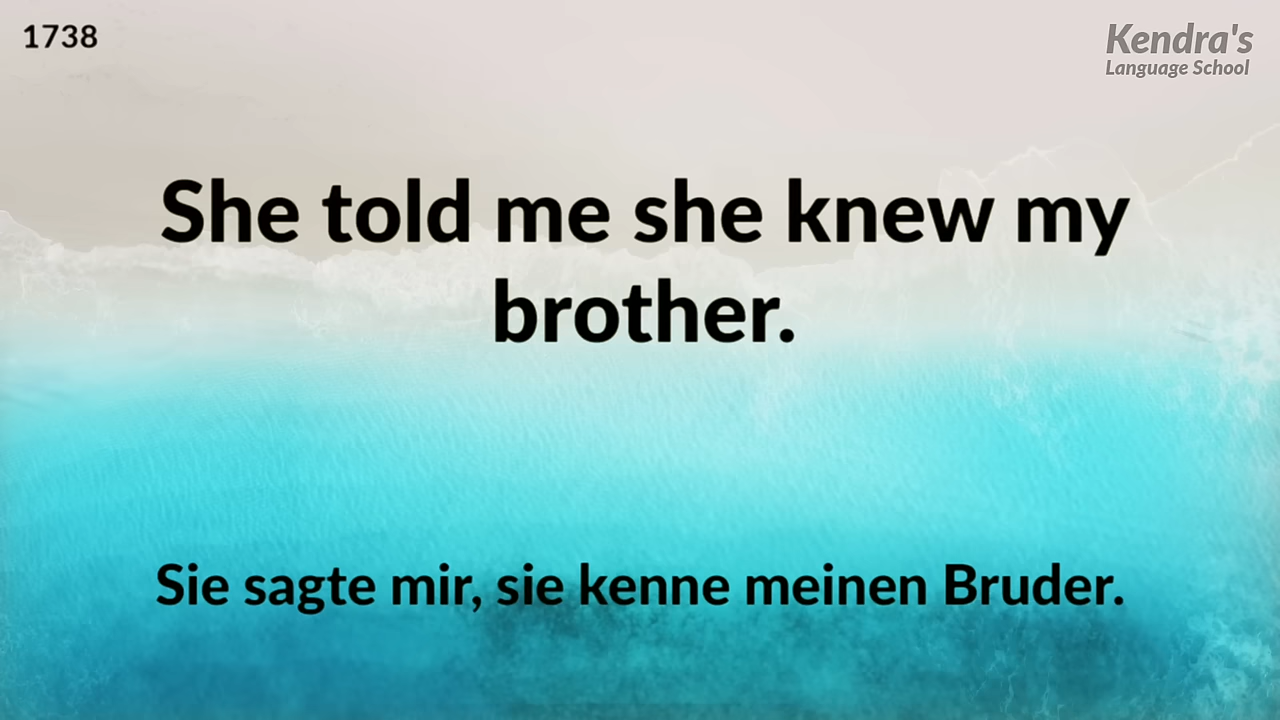 1738
Kendra's
Language School
She told me she knew my
brother.
Sie sagte mir, sie kenne meinen Bruder.